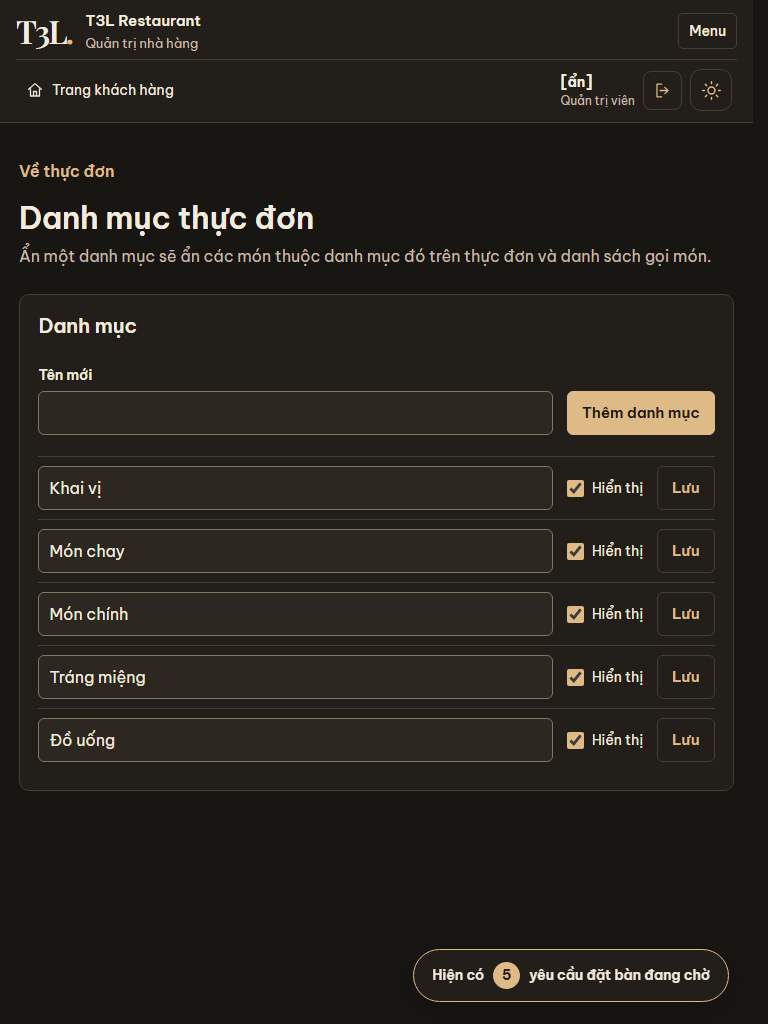 T3L.
T3L Restaurant
Quản trị nhà hàng
Menu
Trang khách hàng
[ẩn]
Quản trị viên
Về thực đơn
Danh mục thực đơn
Ẩn một danh mục sẽ ẩn các món thuộc danh mục đó trên thực đơn và danh sách gọi món.
Danh mục
Tên mới
Thêm danh mục
Khai vị Hiển thị Lưu
Món chay Hiển thị Lưu
Món chính Hiển thị Lưu
Tráng miệng Hiển thị Lưu
Đồ uống Hiển thị Lưu
Hiện có 5 yêu cầu đặt bàn đang chờ